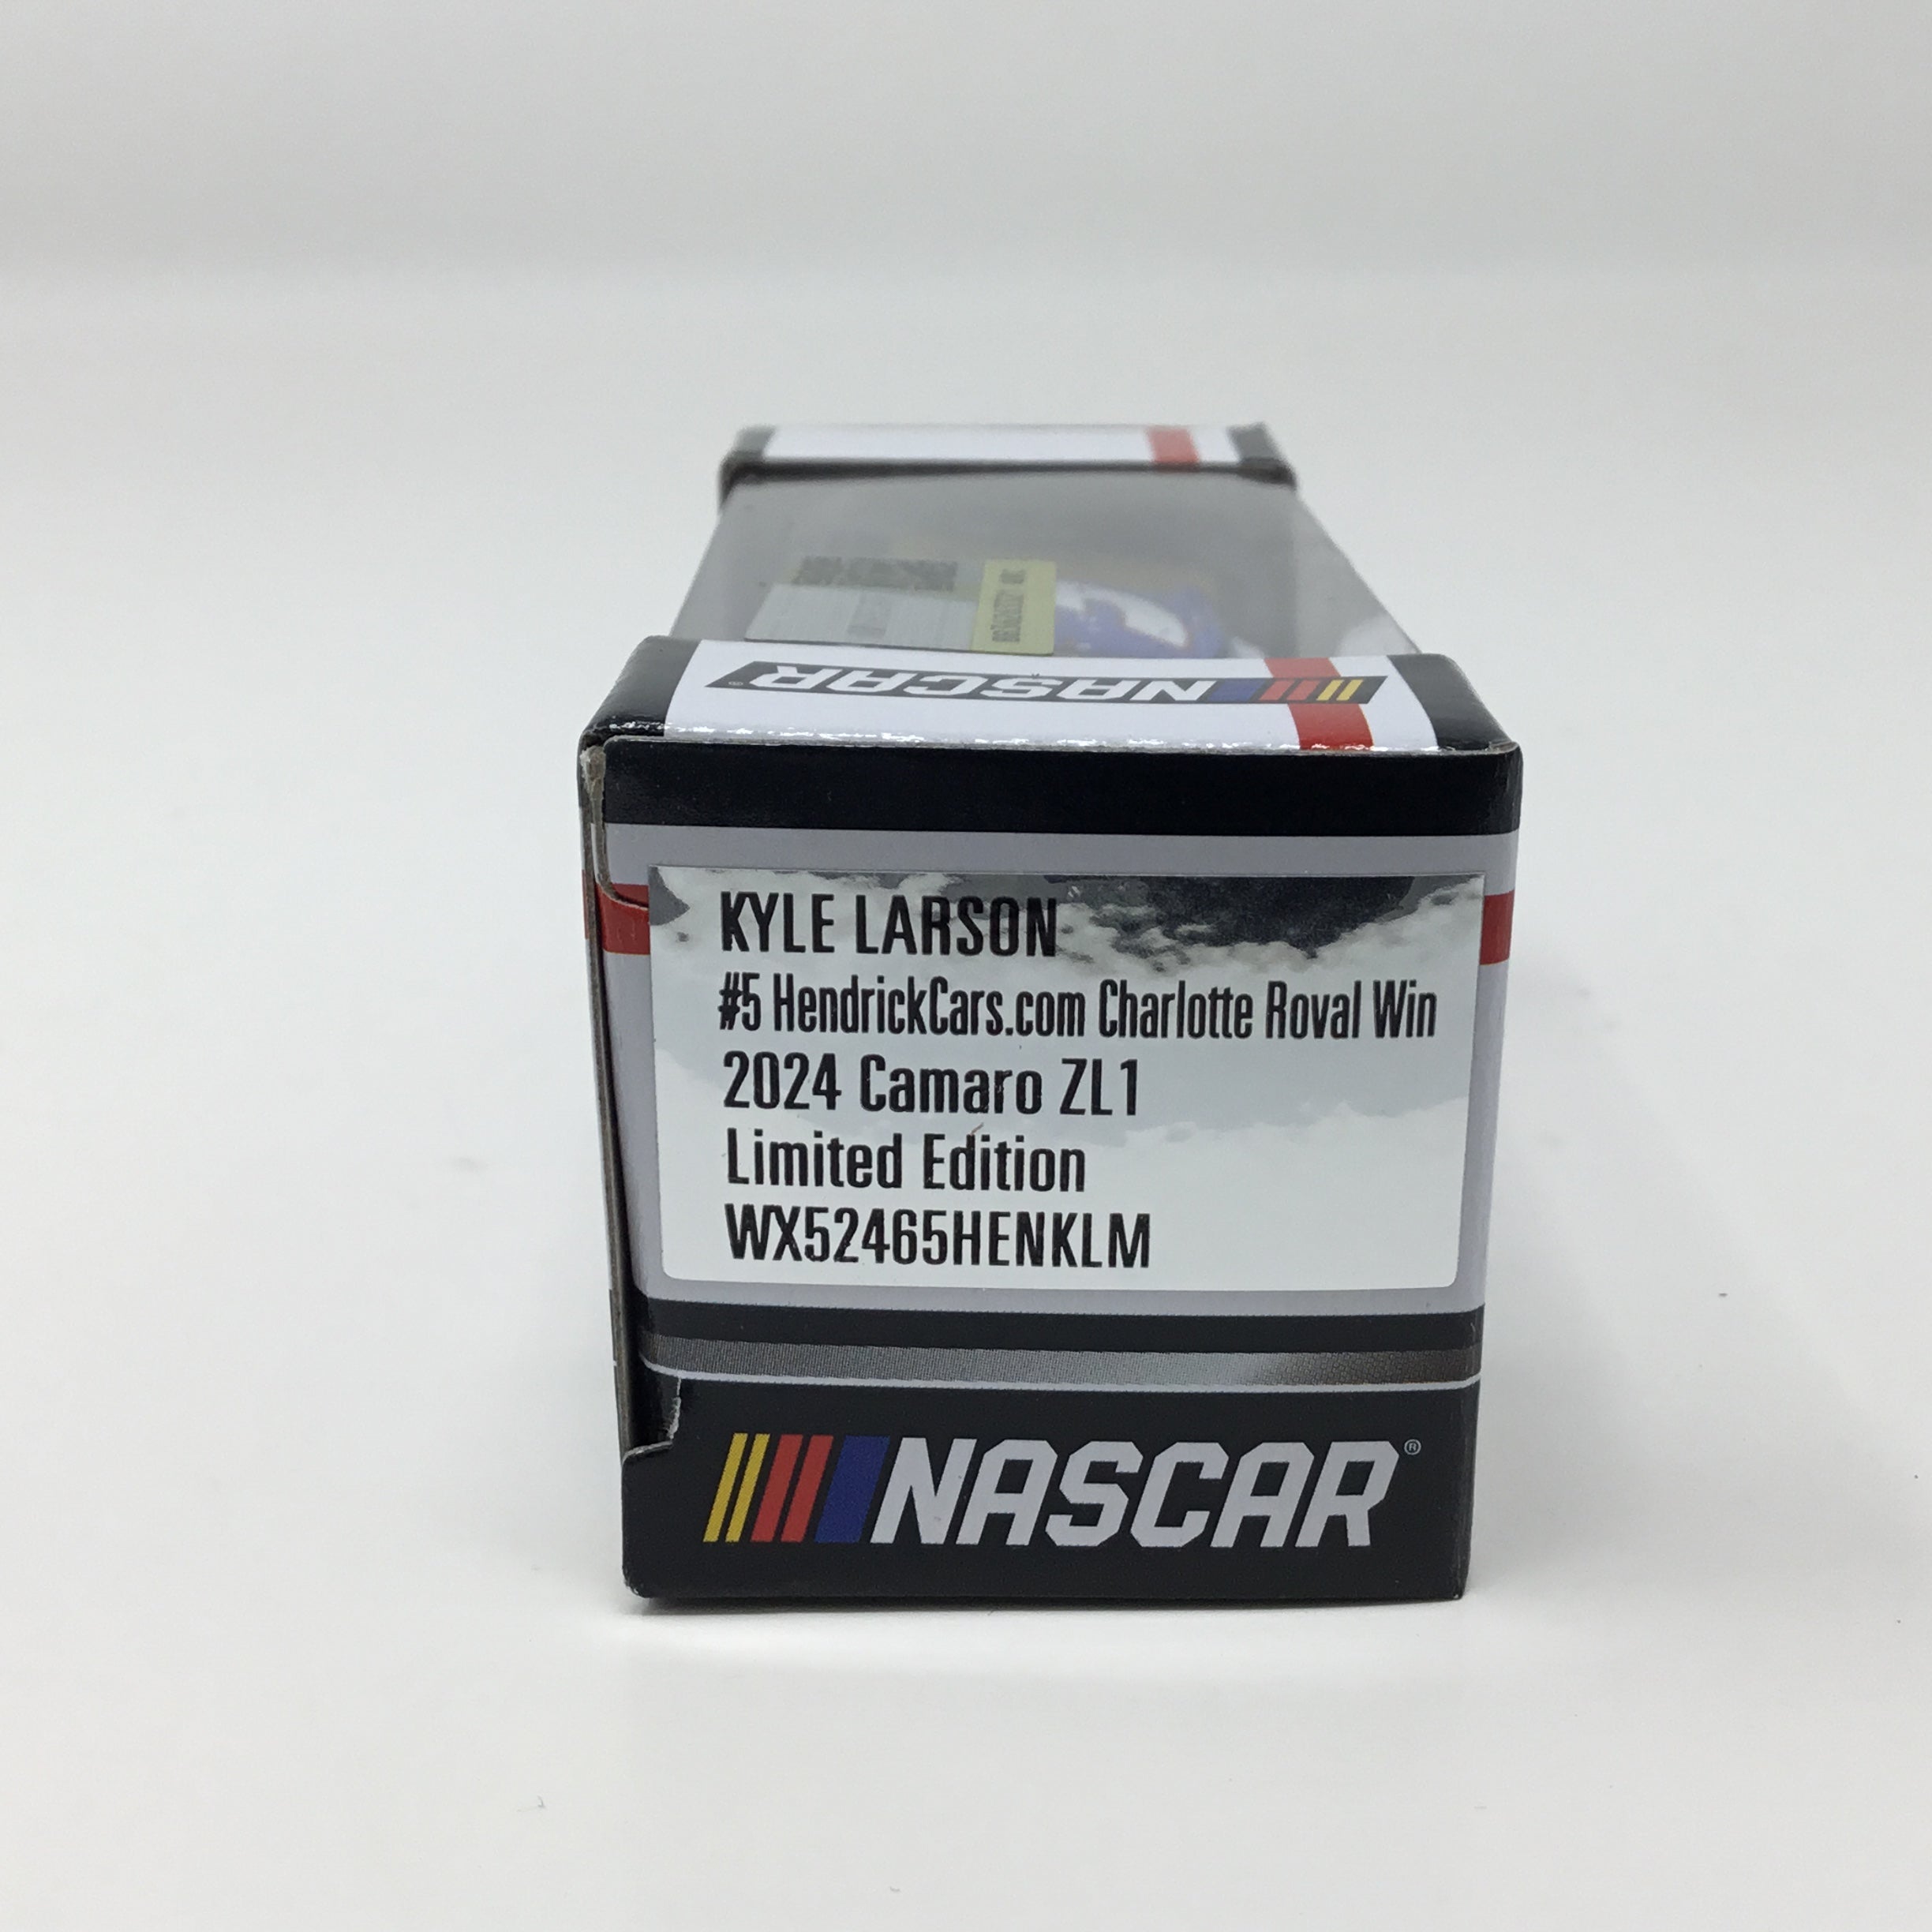 NASCAR
KYLE LARSON
#5 HendrickCars.com Charlotte Roval Win
2024 Camaro ZL1
Limited Edition
WX52465HENKLM
NASCAR®